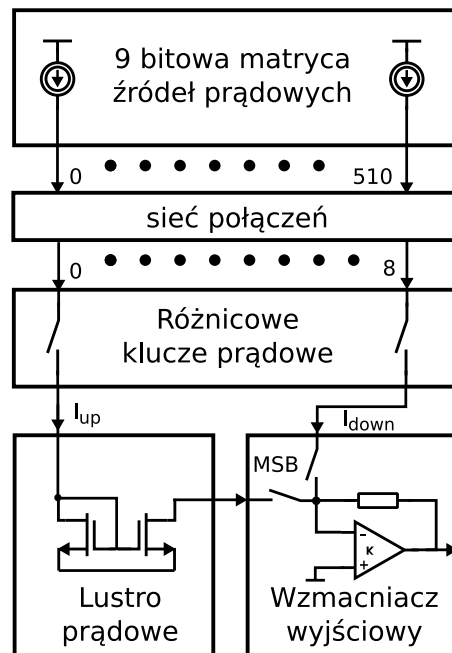 9 bitowa matryca
źródeł prądowych
0
510
sieć połączeń
0
8
Różnicowe
klucze prądowe
Iup
Idown
MSB
κ
Lustro
prądowe
Wzmacniacz
wyjściowy